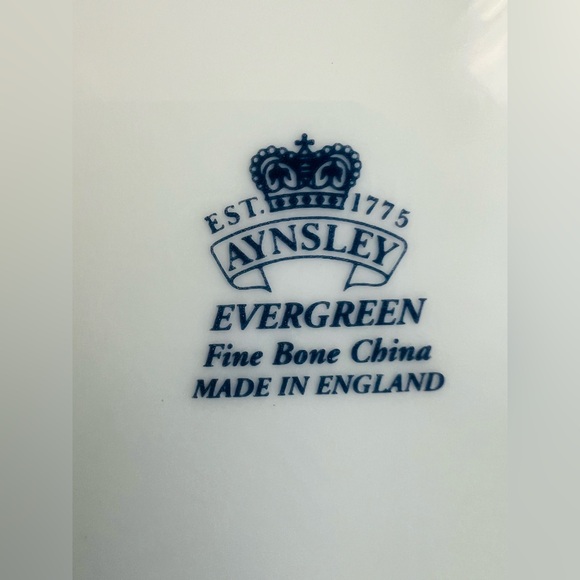 EST. 1775
AYNSLEY
EVERGREEN
Fine Bone China
MADE IN ENGLAND